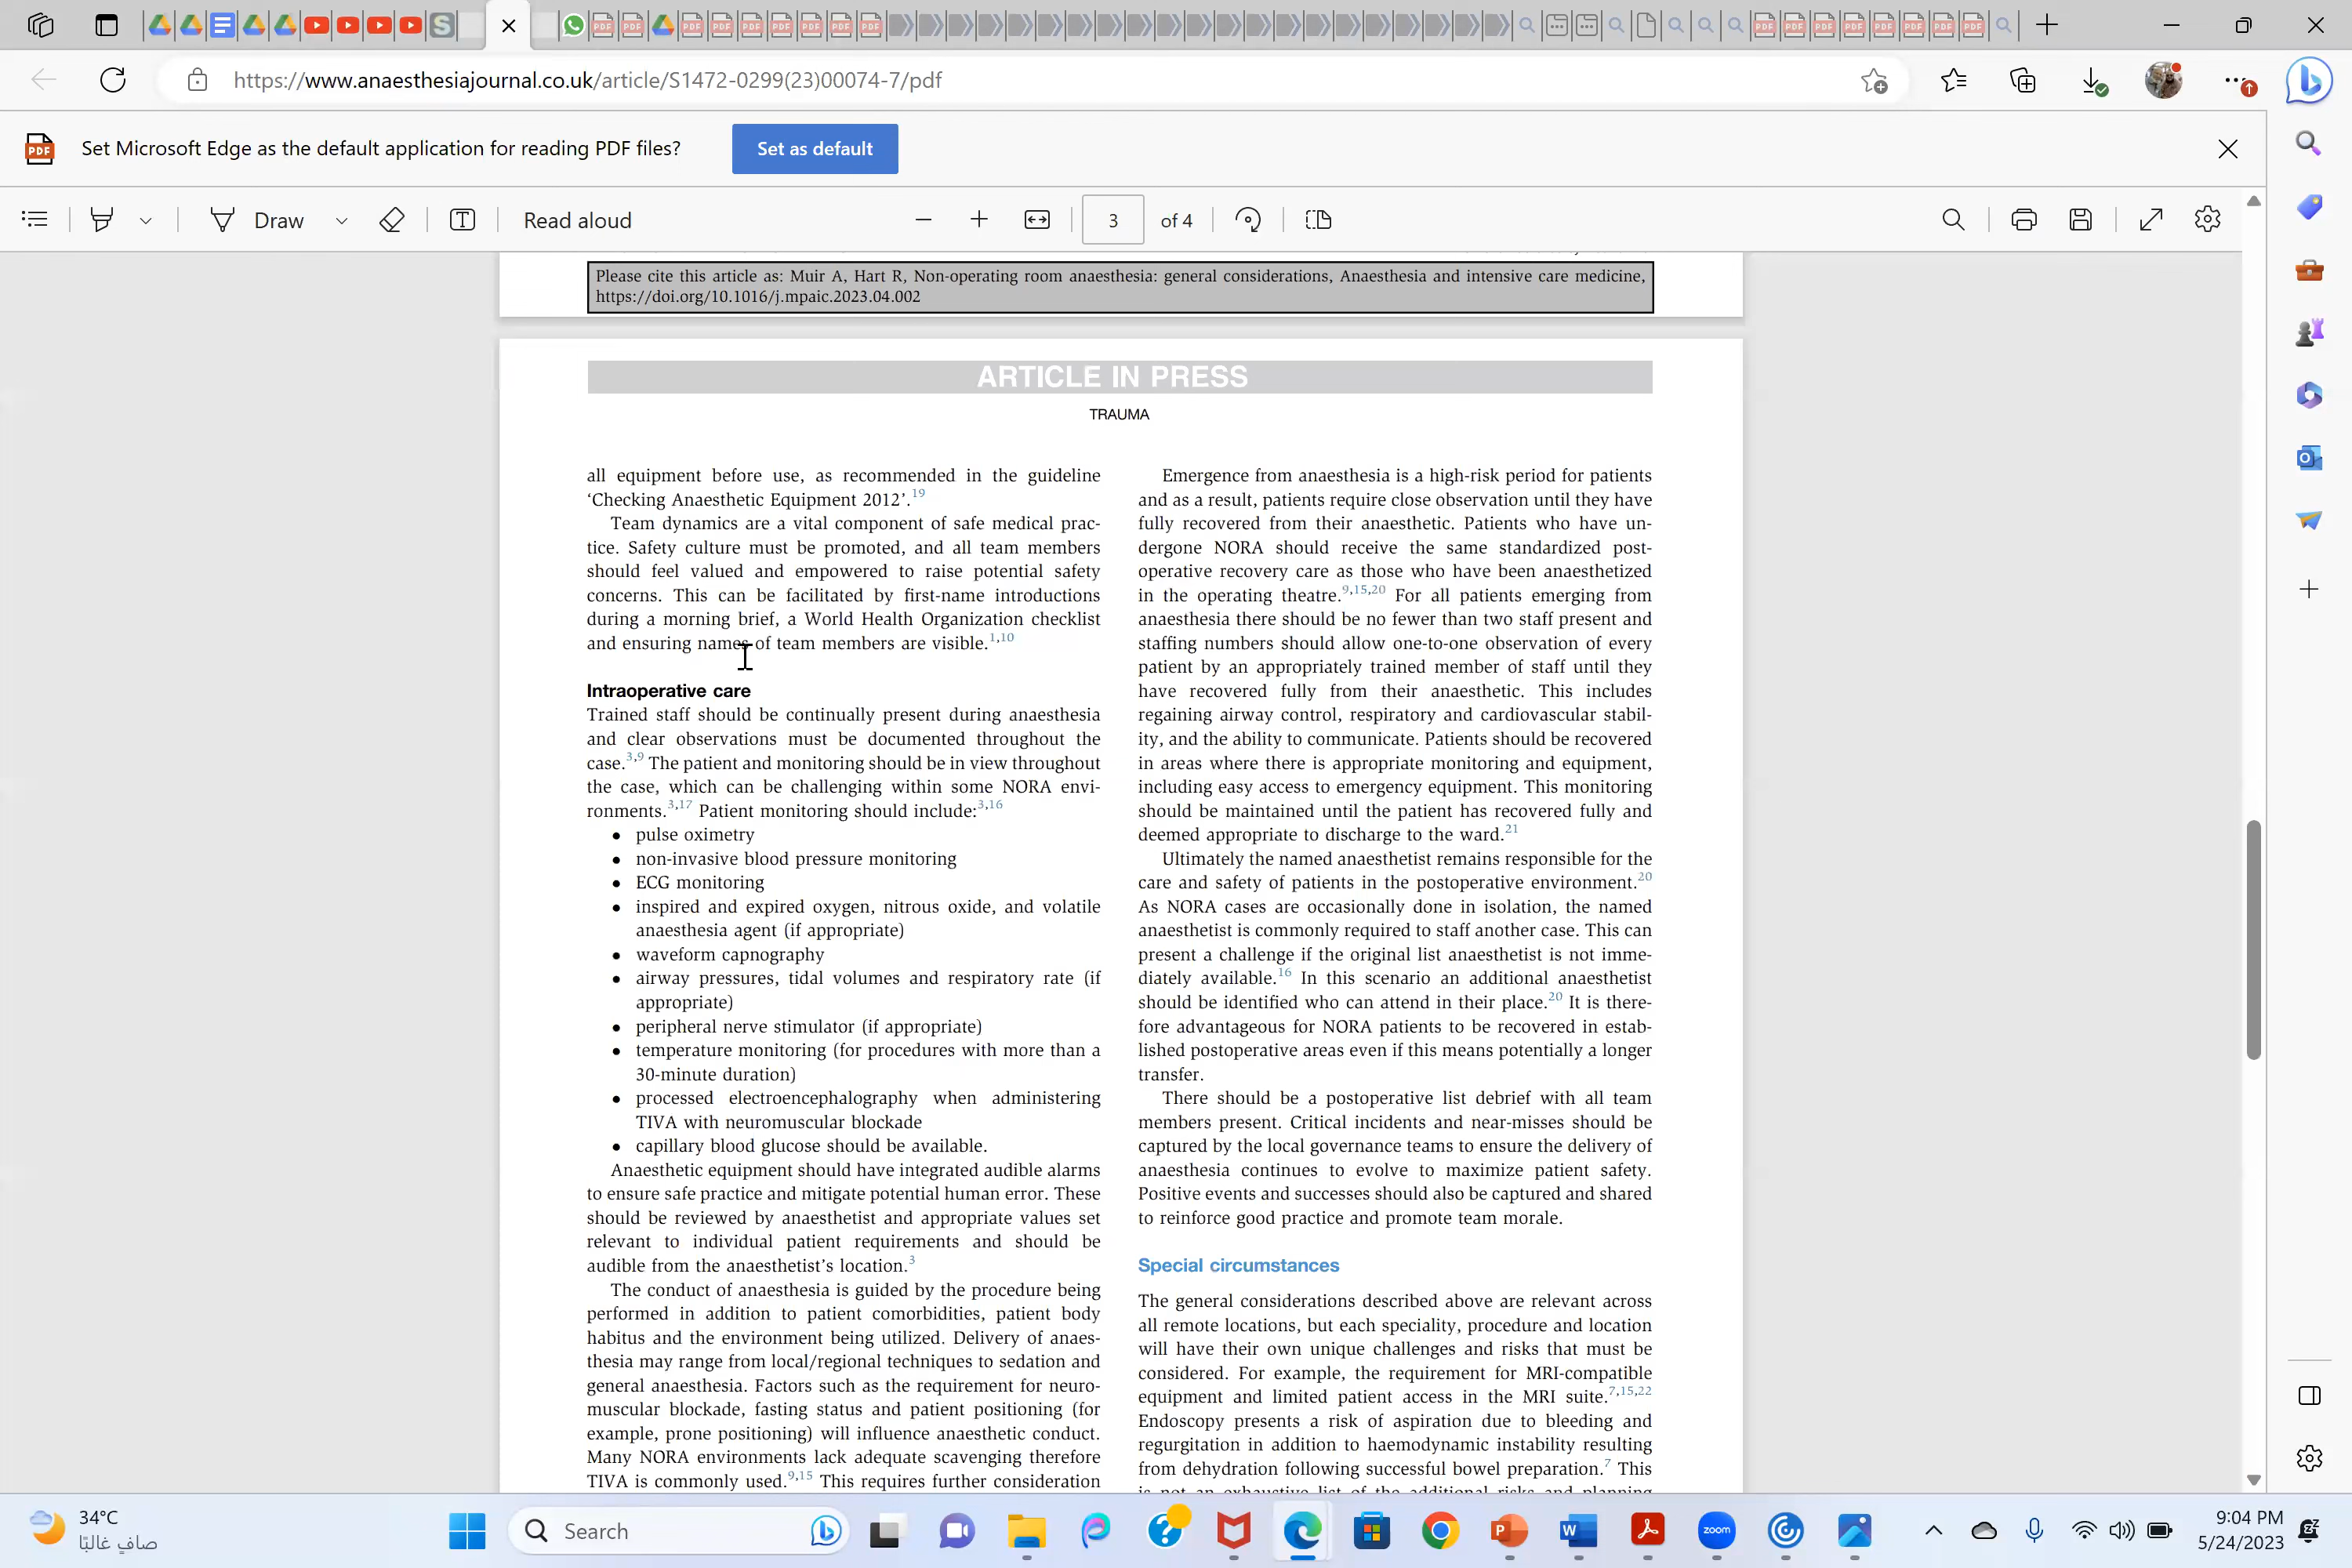 https://www.anaesthesiajournal.co.uk/article/S1472-0299(23)00074-7/pdf
PDF Set Microsoft Edge as the default application for reading PDF files? Set as default
Draw Read aloud 3 of 4
Please cite this article as: Muir A, Hart R, Non-operating room anaesthesia: general considerations, Anaesthesia and intensive care medicine,
https://doi.org/10.1016/j.mpaic.2023.04.002
ARTICLE IN PRESS
TRAUMA
all equipment before use, as recommended in the guideline
‘Checking Anaesthetic Equipment 2012’.19
Team dynamics are a vital component of safe medical prac-
tice. Safety culture must be promoted, and all team members
should feel valued and empowered to raise potential safety
concerns. This can be facilitated by first-name introductions
during a morning brief, a World Health Organization checklist
and ensuring names of team members are visible.1,10
Intraoperative care
Trained staff should be continually present during anaesthesia
and clear observations must be documented throughout the
case.3,9 The patient and monitoring should be in view throughout
the case, which can be challenging within some NORA envi-
ronments.3,17 Patient monitoring should include:3,16
• pulse oximetry
• non-invasive blood pressure monitoring
• ECG monitoring
• inspired and expired oxygen, nitrous oxide, and volatile
anaesthesia agent (if appropriate)
• waveform capnography
• airway pressures, tidal volumes and respiratory rate (if
appropriate)
• peripheral nerve stimulator (if appropriate)
• temperature monitoring (for procedures with more than a
30-minute duration)
• processed electroencephalography when administering
TIVA with neuromuscular blockade
• capillary blood glucose should be available.
Anaesthetic equipment should have integrated audible alarms
to ensure safe practice and mitigate potential human error. These
should be reviewed by anaesthetist and appropriate values set
relevant to individual patient requirements and should be
audible from the anaesthetist’s location.3
The conduct of anaesthesia is guided by the procedure being
performed in addition to patient comorbidities, patient body
habitus and the environment being utilized. Delivery of anaes-
thesia may range from local/regional techniques to sedation and
general anaesthesia. Factors such as the requirement for neuro-
muscular blockade, fasting status and patient positioning (for
example, prone positioning) will influence anaesthetic conduct.
Many NORA environments lack adequate scavenging therefore
TIVA is commonly used.9,15 This requires further consideration
Emergence from anaesthesia is a high-risk period for patients
and as a result, patients require close observation until they have
fully recovered from their anaesthetic. Patients who have un-
dergone NORA should receive the same standardized post-
operative recovery care as those who have been anaesthetized
in the operating theatre.9,15,20 For all patients emerging from
anaesthesia there should be no fewer than two staff present and
staffing numbers should allow one-to-one observation of every
patient by an appropriately trained member of staff until they
have recovered fully from their anaesthetic. This includes
regaining airway control, respiratory and cardiovascular stabil-
ity, and the ability to communicate. Patients should be recovered
in areas where there is appropriate monitoring and equipment,
including easy access to emergency equipment. This monitoring
should be maintained until the patient has recovered fully and
deemed appropriate to discharge to the ward.21
Ultimately the named anaesthetist remains responsible for the
care and safety of patients in the postoperative environment.20
As NORA cases are occasionally done in isolation, the named
anaesthetist is commonly required to staff another case. This can
present a challenge if the original list anaesthetist is not imme-
diately available.16 In this scenario an additional anaesthetist
should be identified who can attend in their place.20 It is there-
fore advantageous for NORA patients to be recovered in estab-
lished postoperative areas even if this means potentially a longer
transfer.
There should be a postoperative list debrief with all team
members present. Critical incidents and near-misses should be
captured by the local governance teams to ensure the delivery of
anaesthesia continues to evolve to maximize patient safety.
Positive events and successes should also be captured and shared
to reinforce good practice and promote team morale.
Special circumstances
The general considerations described above are relevant across
all remote locations, but each speciality, procedure and location
will have their own unique challenges and risks that must be
considered. For example, the requirement for MRI-compatible
equipment and limited patient access in the MRI suite.7,15,22
Endoscopy presents a risk of aspiration due to bleeding and
regurgitation in addition to haemodynamic instability resulting
from dehydration following successful bowel preparation.7 This
is not an exhaustive list of the additional risks and planning
34°C
صافٍ غالبًا
Search
zoom
9:04 PM
5/24/2023